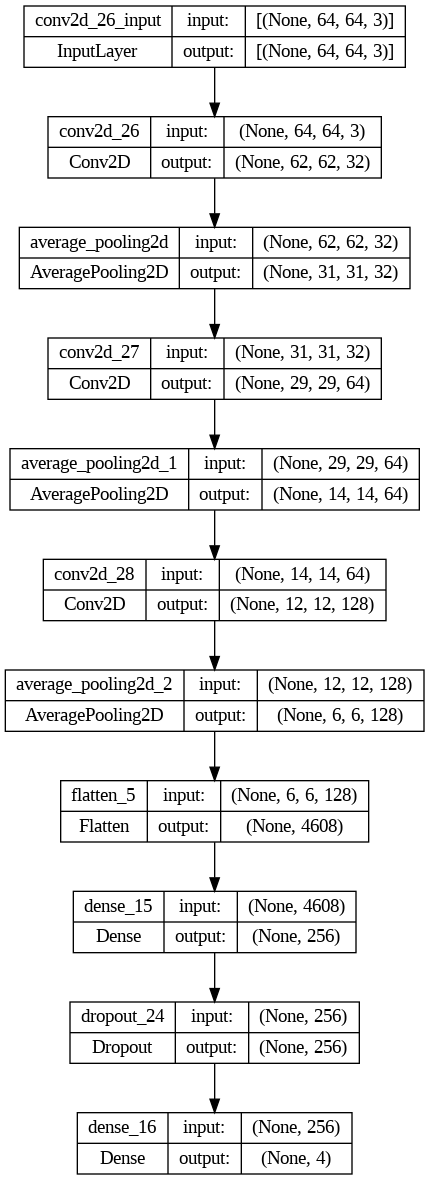 conv2d_26_input input: [(None, 64, 64, 3)]
InputLayer output: [(None, 64, 64, 3)]
conv2d_26 input: (None, 64, 64, 3)
Conv2D output: (None, 62, 62, 32)
average_pooling2d input: (None, 62, 62, 32)
AveragePooling2D output: (None, 31, 31, 32)
conv2d_27 input: (None, 31, 31, 32)
Conv2D output: (None, 29, 29, 64)
average_pooling2d_1 input: (None, 29, 29, 64)
AveragePooling2D output: (None, 14, 14, 64)
conv2d_28 input: (None, 14, 14, 64)
Conv2D output: (None, 12, 12, 128)
average_pooling2d_2 input: (None, 12, 12, 128)
AveragePooling2D output: (None, 6, 6, 128)
flatten_5 input: (None, 6, 6, 128)
Flatten output: (None, 4608)
dense_15 input: (None, 4608)
Dense output: (None, 256)
dropout_24 input: (None, 256)
Dropout output: (None, 256)
dense_16 input: (None, 256)
Dense output: (None, 4)